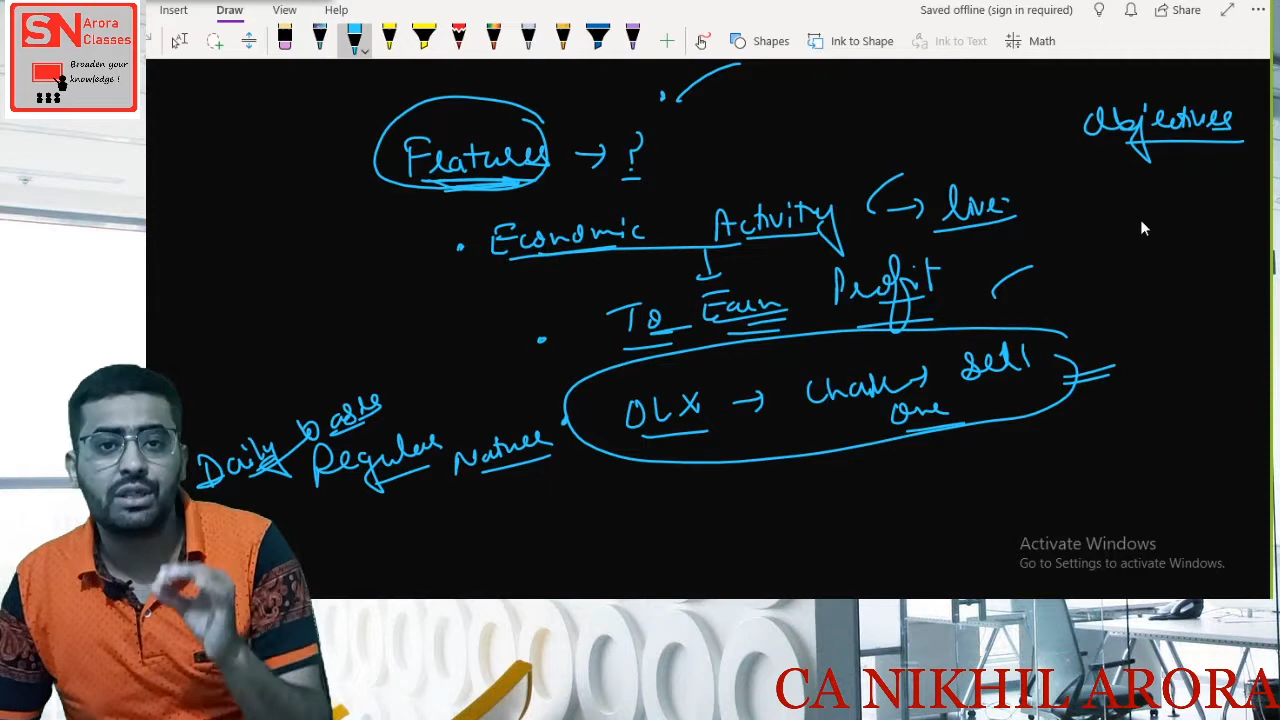 SN Arora Classes
Broaden your knowledge !
Insert Draw View Help
Saved offline (sign in required)
Share
Shapes
Ink to Shape
Ink to Text
Math
Objectives
Features → ?
• Economic Activity → live
To Earn Profit
OLX → Chair → Sell
one
Daily basis
Regular Nature
Activate Windows
Go to Settings to activate Windows.
CA NIKHIL ARORA